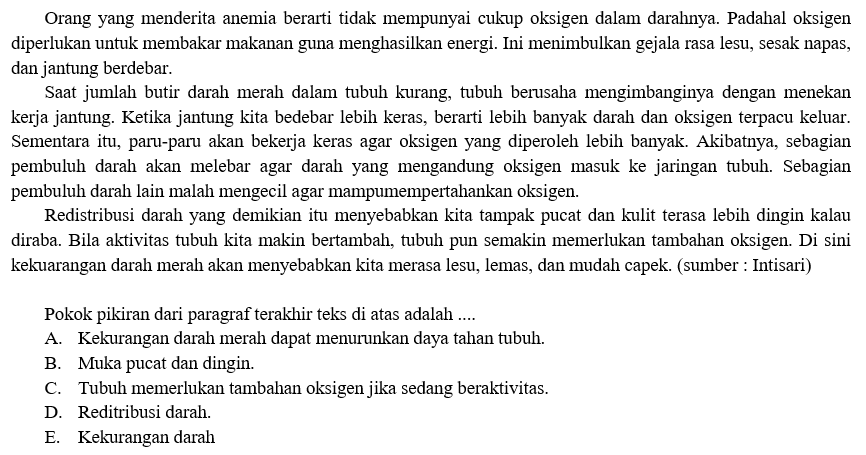 Orang yang menderita anemia berarti tidak mempunyai cukup oksigen dalam darahnya. Padahal oksigen
diperlukan untuk membakar makanan guna menghasilkan energi. Ini menimbulkan gejala rasa lesu, sesak napas,
dan jantung berdebar.
Saat jumlah butir darah merah dalam tubuh kurang, tubuh berusaha mengimbanginya dengan menekan
kerja jantung. Ketika jantung kita bedebar lebih keras, berarti lebih banyak darah dan oksigen terpacu keluar.
Sementara itu, paru-paru akan bekerja keras agar oksigen yang diperoleh lebih banyak. Akibatnya, sebagian
pembuluh darah akan melebar agar darah yang mengandung oksigen masuk ke jaringan tubuh. Sebagian
pembuluh darah lain malah mengecil agar mampumempertahankan oksigen.
Redistribusi darah yang demikian itu menyebabkan kita tampak pucat dan kulit terasa lebih dingin kalau
diraba. Bila aktivitas tubuh kita makin bertambah, tubuh pun semakin memerlukan tambahan oksigen. Di sini
kekuarangan darah merah akan menyebabkan kita merasa lesu, lemas, dan mudah capek. (sumber : Intisari)
Pokok pikiran dari paragraf terakhir teks di atas adalah ....
A. Kekurangan darah merah dapat menurunkan daya tahan tubuh.
B. Muka pucat dan dingin.
C. Tubuh memerlukan tambahan oksigen jika sedang beraktivitas.
D. Reditribusi darah.
E. Kekurangan darah